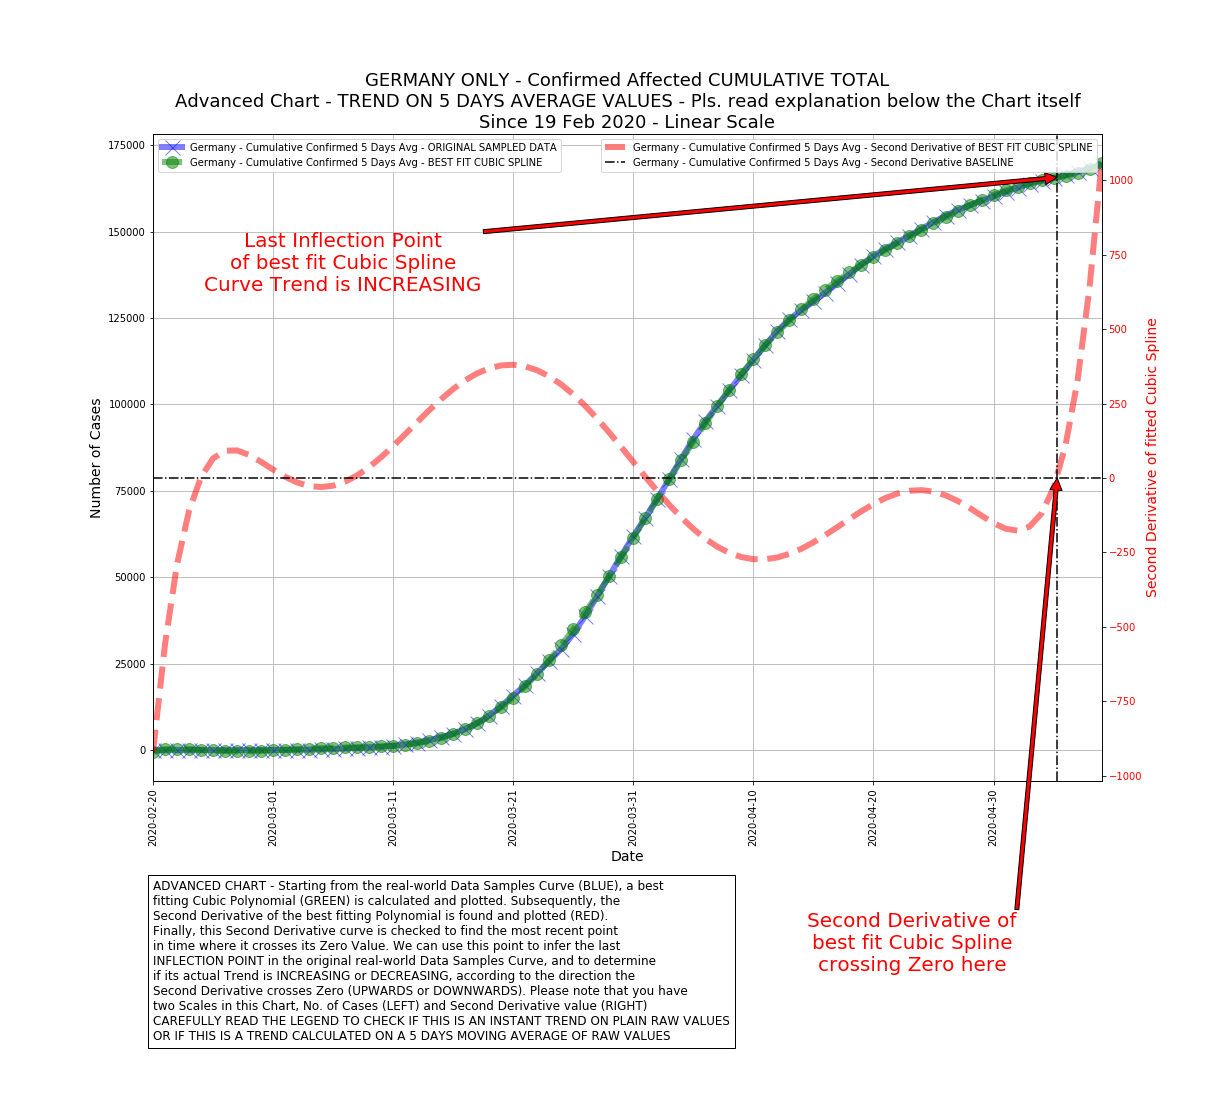 GERMANY ONLY - Confirmed Affected CUMULATIVE TOTAL
Advanced Chart - TREND ON 5 DAYS AVERAGE VALUES - Pls. read explanation below the Chart itself
Since 19 Feb 2020 - Linear Scale
Germany - Cumulative Confirmed 5 Days Avg - ORIGINAL SAMPLED DATA
Germany - Cumulative Confirmed 5 Days Avg - BEST FIT CUBIC SPLINE
Germany - Cumulative Confirmed 5 Days Avg - Second Derivative of BEST FIT CUBIC SPLINE
Germany - Cumulative Confirmed 5 Days Avg - Second Derivative BASELINE
175000
150000
125000
100000
75000
50000
25000
0
Number of Cases
Last Inflection Point
of best fit Cubic Spline
Curve Trend is INCREASING
1000
750
500
250
0
−250
−500
−750
−1000
Second Derivative of fitted Cubic Spline
2020-02-20
2020-03-01
2020-03-11
2020-03-21
2020-03-31
2020-04-10
2020-04-20
2020-04-30
Date
ADVANCED CHART - Starting from the real-world Data Samples Curve (BLUE), a best
fitting Cubic Polynomial (GREEN) is calculated and plotted. Subsequently, the
Second Derivative of the best fitting Polynomial is found and plotted (RED).
Finally, this Second Derivative curve is checked to find the most recent point
in time where it crosses its Zero Value. We can use this point to infer the last
INFLECTION POINT in the original real-world Data Samples Curve, and to determine
if its actual Trend is INCREASING or DECREASING, according to the direction the
Second Derivative crosses Zero (UPWARDS or DOWNWARDS). Please note that you have
two Scales in this Chart, No. of Cases (LEFT) and Second Derivative value (RIGHT)
CAREFULLY READ THE LEGEND TO CHECK IF THIS IS AN INSTANT TREND ON PLAIN RAW VALUES
OR IF THIS IS A TREND CALCULATED ON A 5 DAYS MOVING AVERAGE OF RAW VALUES
Second Derivative of
best fit Cubic Spline
crossing Zero here